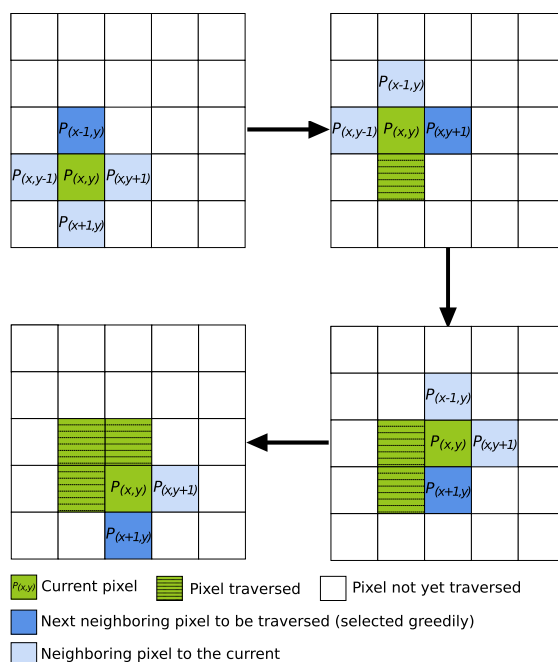 P(x-1,y)
P(x,y-1) P(x,y) P(x,y+1)
P(x+1,y)
P(x-1,y)
P(x,y-1) P(x,y) P(x,y+1)
P(x-1,y)
P(x,y) P(x,y+1)
P(x+1,y)
P(x,y) P(x,y+1)
P(x+1,y)
P(x,y) Current pixel
Pixel traversed
Pixel not yet traversed
Next neighboring pixel to be traversed (selected greedily)
Neighboring pixel to the current